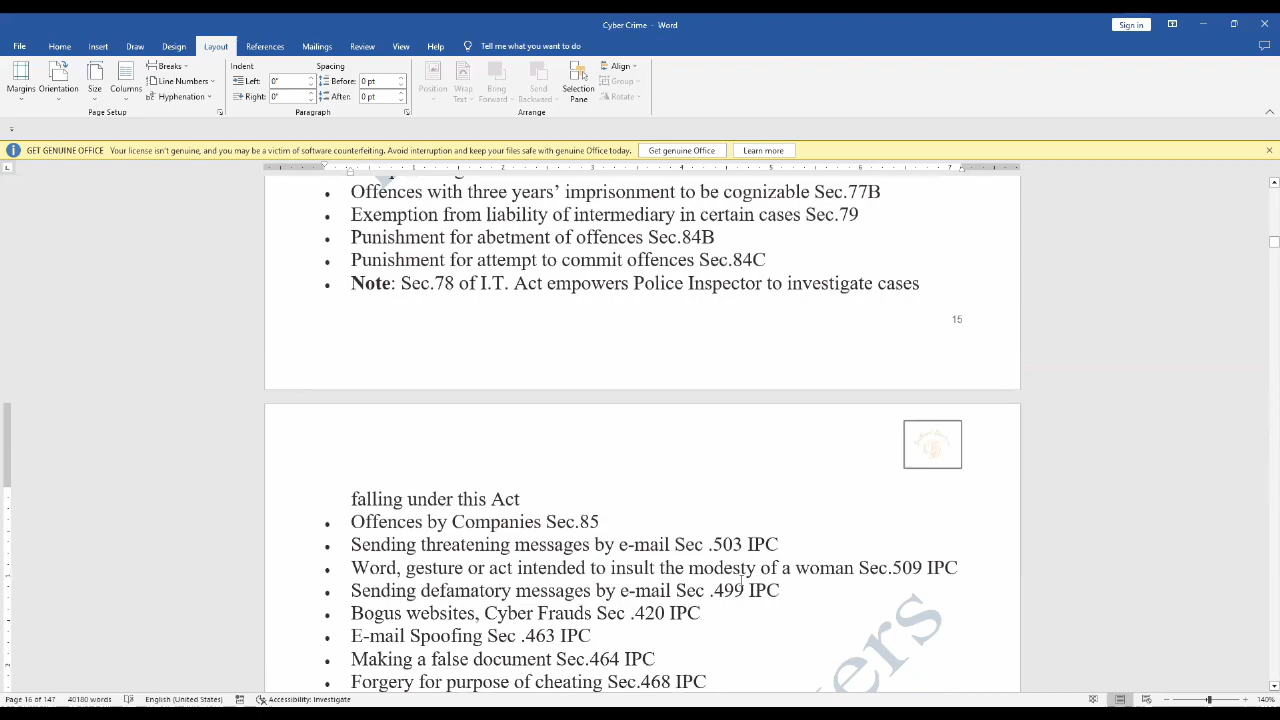 Cyber Crime - Word
Sign in
File Home Insert Draw Design Layout References Mailings Review View Help Tell me what you want to do
Margins Orientation Size Columns Breaks Line Numbers Hyphenation
Page Setup
Indent Spacing
Left: 0" Before: 0 pt
Right: 0" After: 0 pt
Paragraph
Position Wrap Text Bring Forward Send Backward Selection Pane Align Group Rotate
Arrange
GET GENUINE OFFICE Your license isn't genuine, and you may be a victim of software counterfeiting. Avoid interruption and keep your files safe with genuine Office today. Get genuine Office Learn more
1 2 3 4 5 6 7
• Offences with three years’ imprisonment to be cognizable Sec.77B
• Exemption from liability of intermediary in certain cases Sec.79
• Punishment for abetment of offences Sec.84B
• Punishment for attempt to commit offences Sec.84C
• Note: Sec.78 of I.T. Act empowers Police Inspector to investigate cases
15
falling under this Act
• Offences by Companies Sec.85
• Sending threatening messages by e-mail Sec .503 IPC
• Word, gesture or act intended to insult the modesty of a woman Sec.509 IPC
• Sending defamatory messages by e-mail Sec .499 IPC
• Bogus websites, Cyber Frauds Sec .420 IPC
• E-mail Spoofing Sec .463 IPC
• Making a false document Sec.464 IPC
• Forgery for purpose of cheating Sec.468 IPC
Page 16 of 147 40180 words English (United States) Accessibility: Investigate 140%